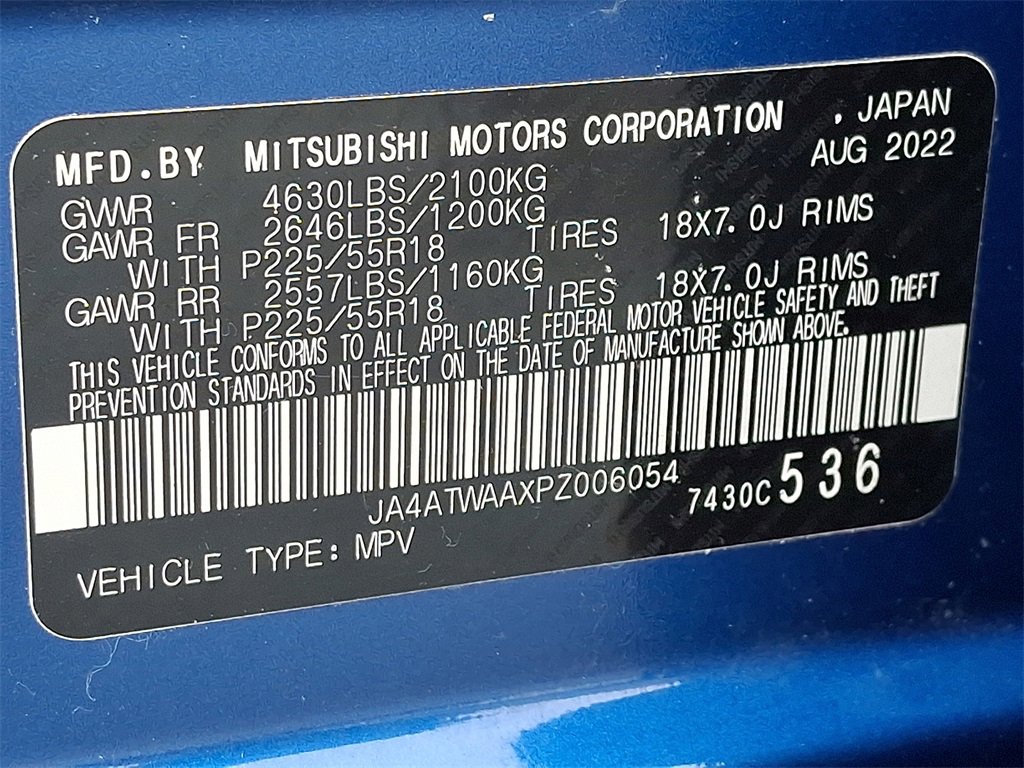 MFD. BY MITSUBISHI MOTORS CORPORATION , JAPAN
AUG 2022
GVWR 4630LBS/2100KG
GAWR FR 2646LBS/1200KG
WITH P225/55R18 TIRES 18X7.0J RIMS
GAWR RR 2557LBS/1160KG
WITH P225/55R18 TIRES 18X7.0J RIMS
THIS VEHICLE CONFORMS TO ALL APPLICABLE FEDERAL MOTOR VEHICLE SAFETY AND THEFT
PREVENTION STANDARDS IN EFFECT ON THE DATE OF MANUFACTURE SHOWN ABOVE.
JA4ATWAAXPZ006054 7430C 536
VEHICLE TYPE: MPV